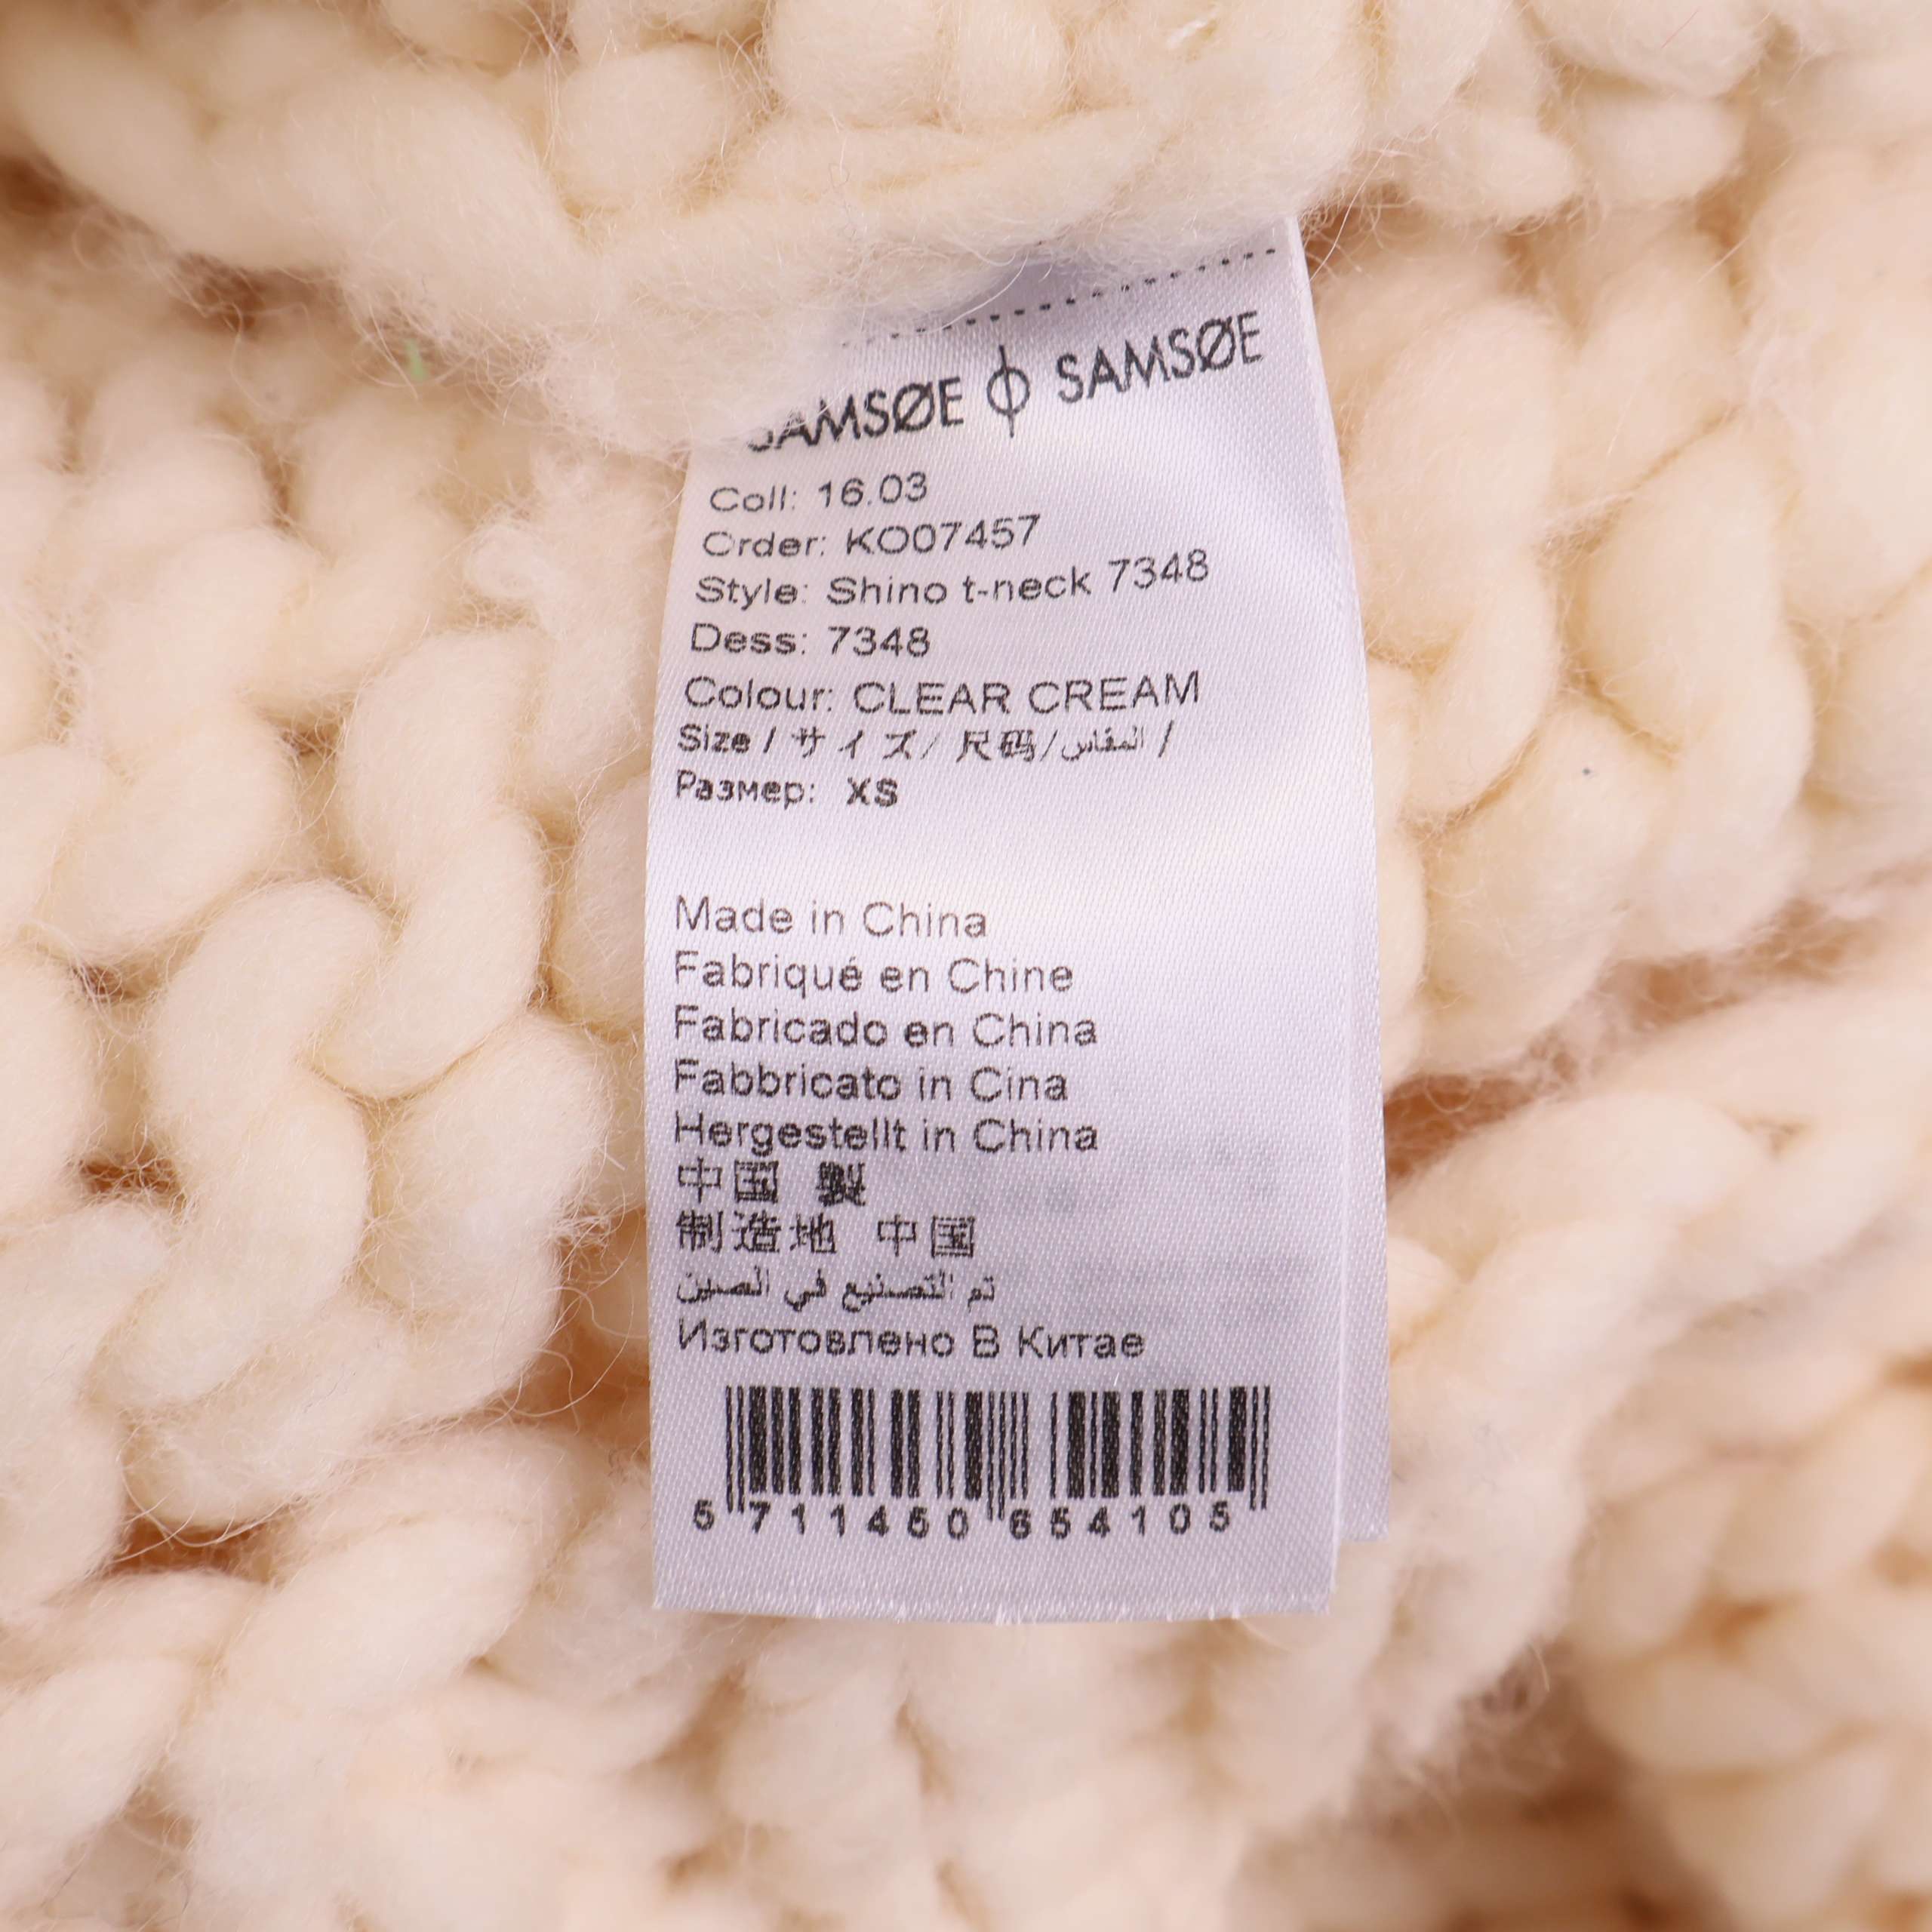 SAMSØE ϕ SAMSØE
Coll: 16.03
Order: KO07457
Style: Shino t-neck 7348
Dess: 7348
Colour: CLEAR CREAM
Size / サイズ/ 尺码/المقاس /
Размер: XS
Made in China
Fabriqué en Chine
Fabricado en China
Fabbricato in Cina
Hergestellt in China
中国 製
制造地 中国
تم التصنيع في الصين
Изготовлено В Китае
5 711450 654105